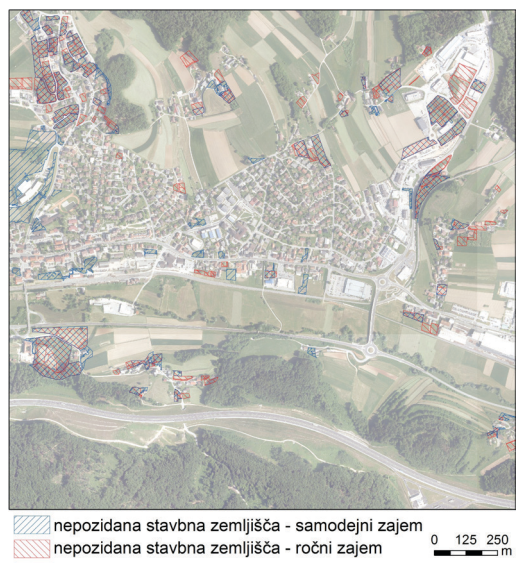 nepozidana stavbna zemljišča - samodejni zajem
nepozidana stavbna zemljišča - ročni zajem
0 125 250
m